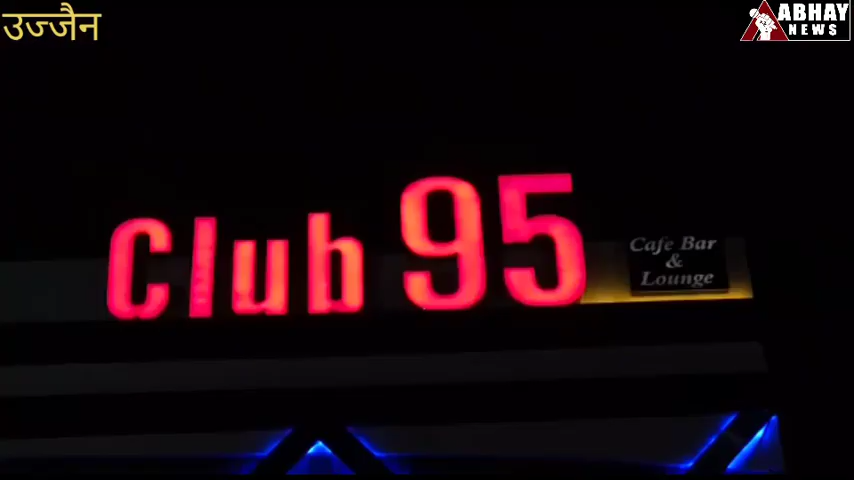 उज्जैन
ABHAY
NEWS
Club 95
Cafe Bar
&
Lounge